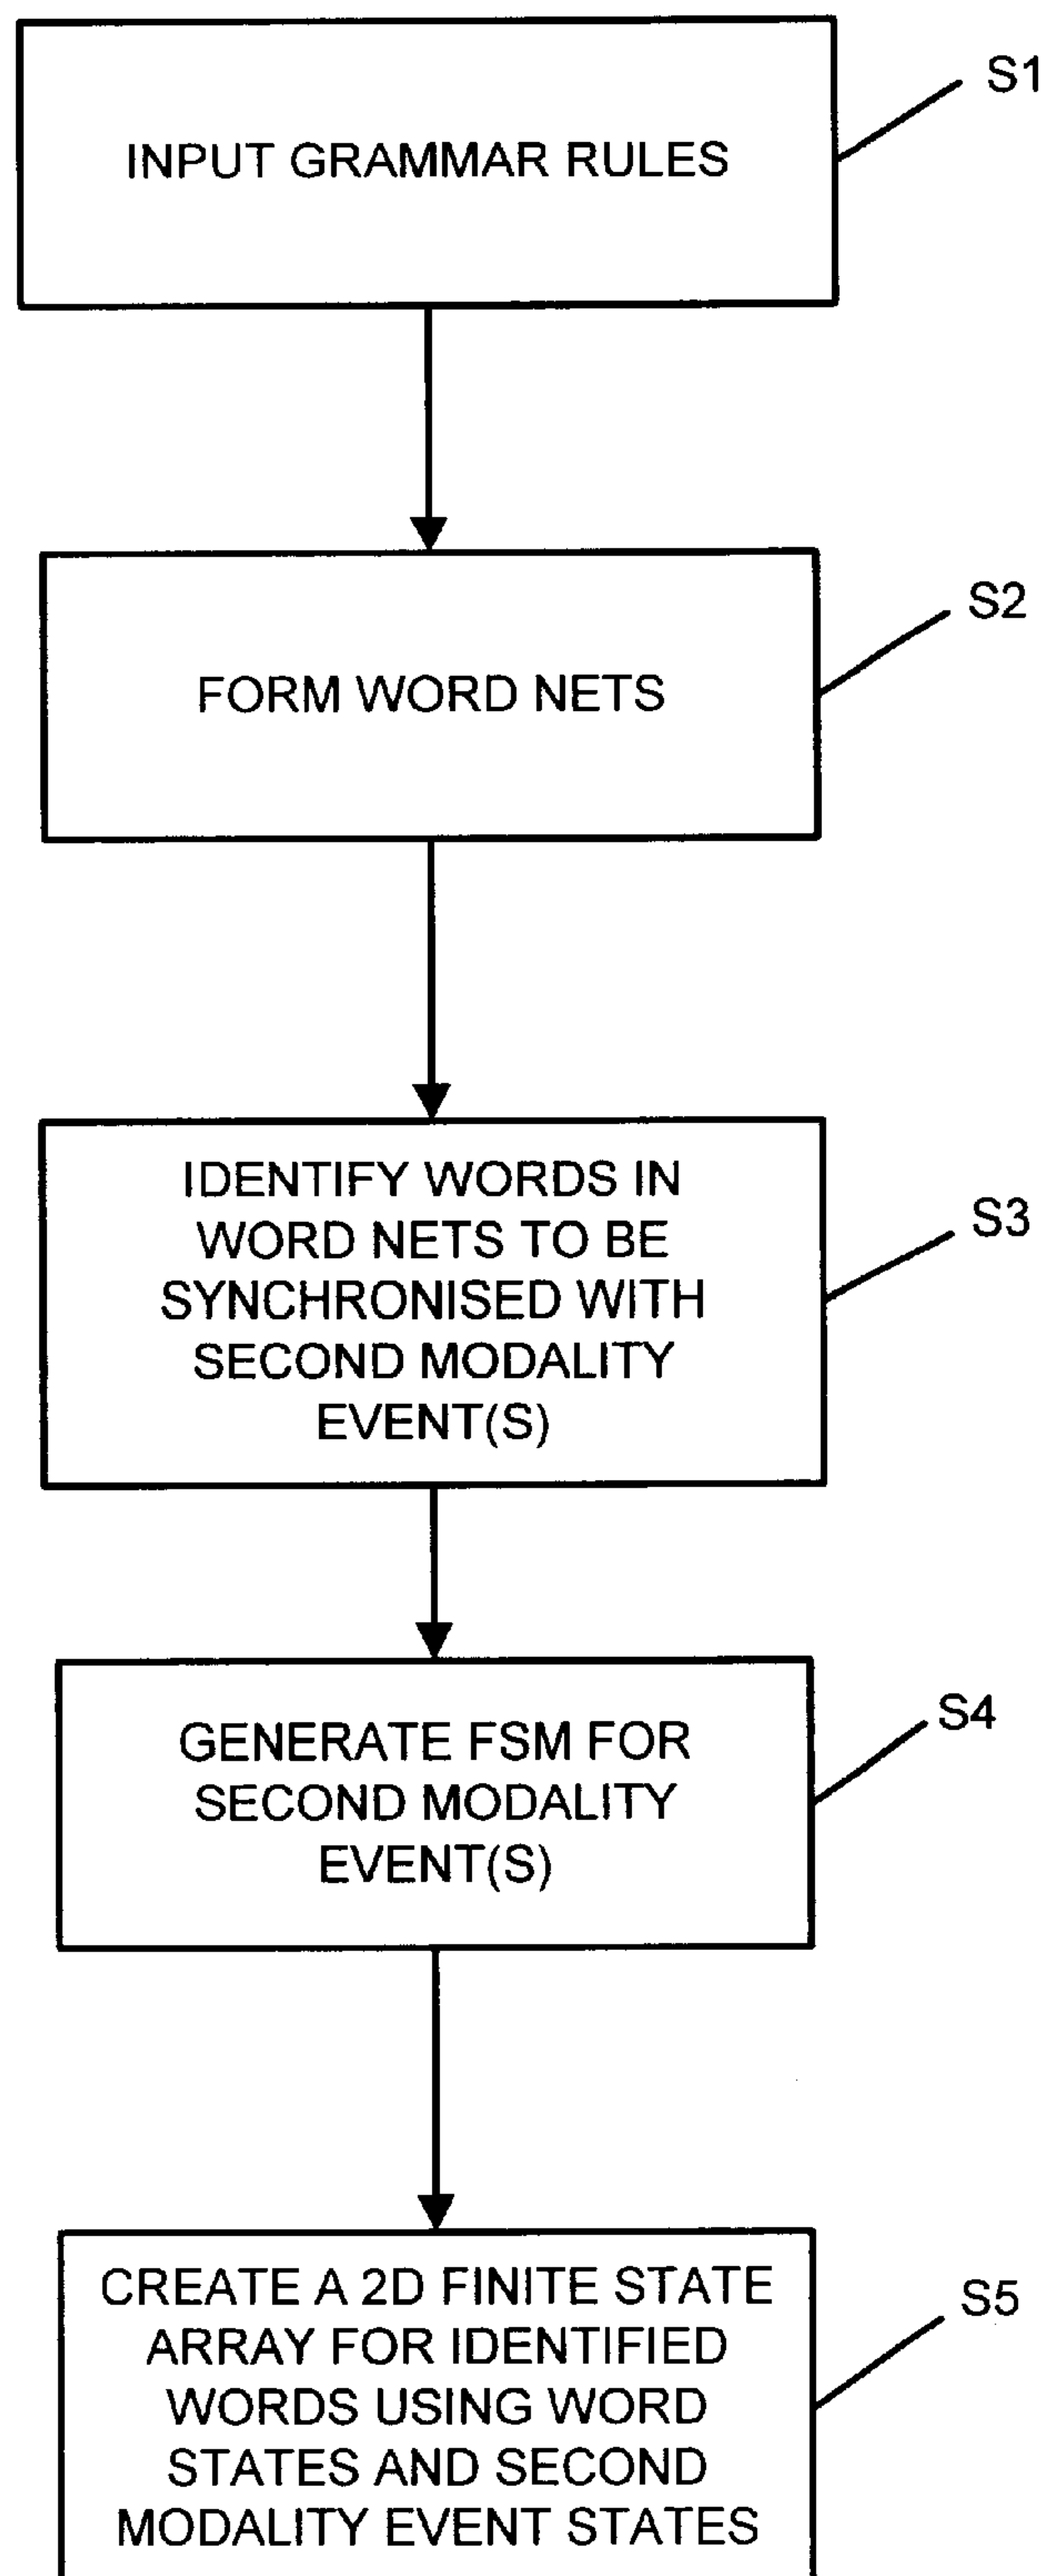 INPUT GRAMMAR RULES
S1
FORM WORD NETS
S2
IDENTIFY WORDS IN
WORD NETS TO BE
SYNCHRONISED WITH
SECOND MODALITY
EVENT(S)
S3
GENERATE FSM FOR
SECOND MODALITY
EVENT(S)
S4
CREATE A 2D FINITE STATE
ARRAY FOR IDENTIFIED
WORDS USING WORD
STATES AND SECOND
MODALITY EVENT STATES
S5